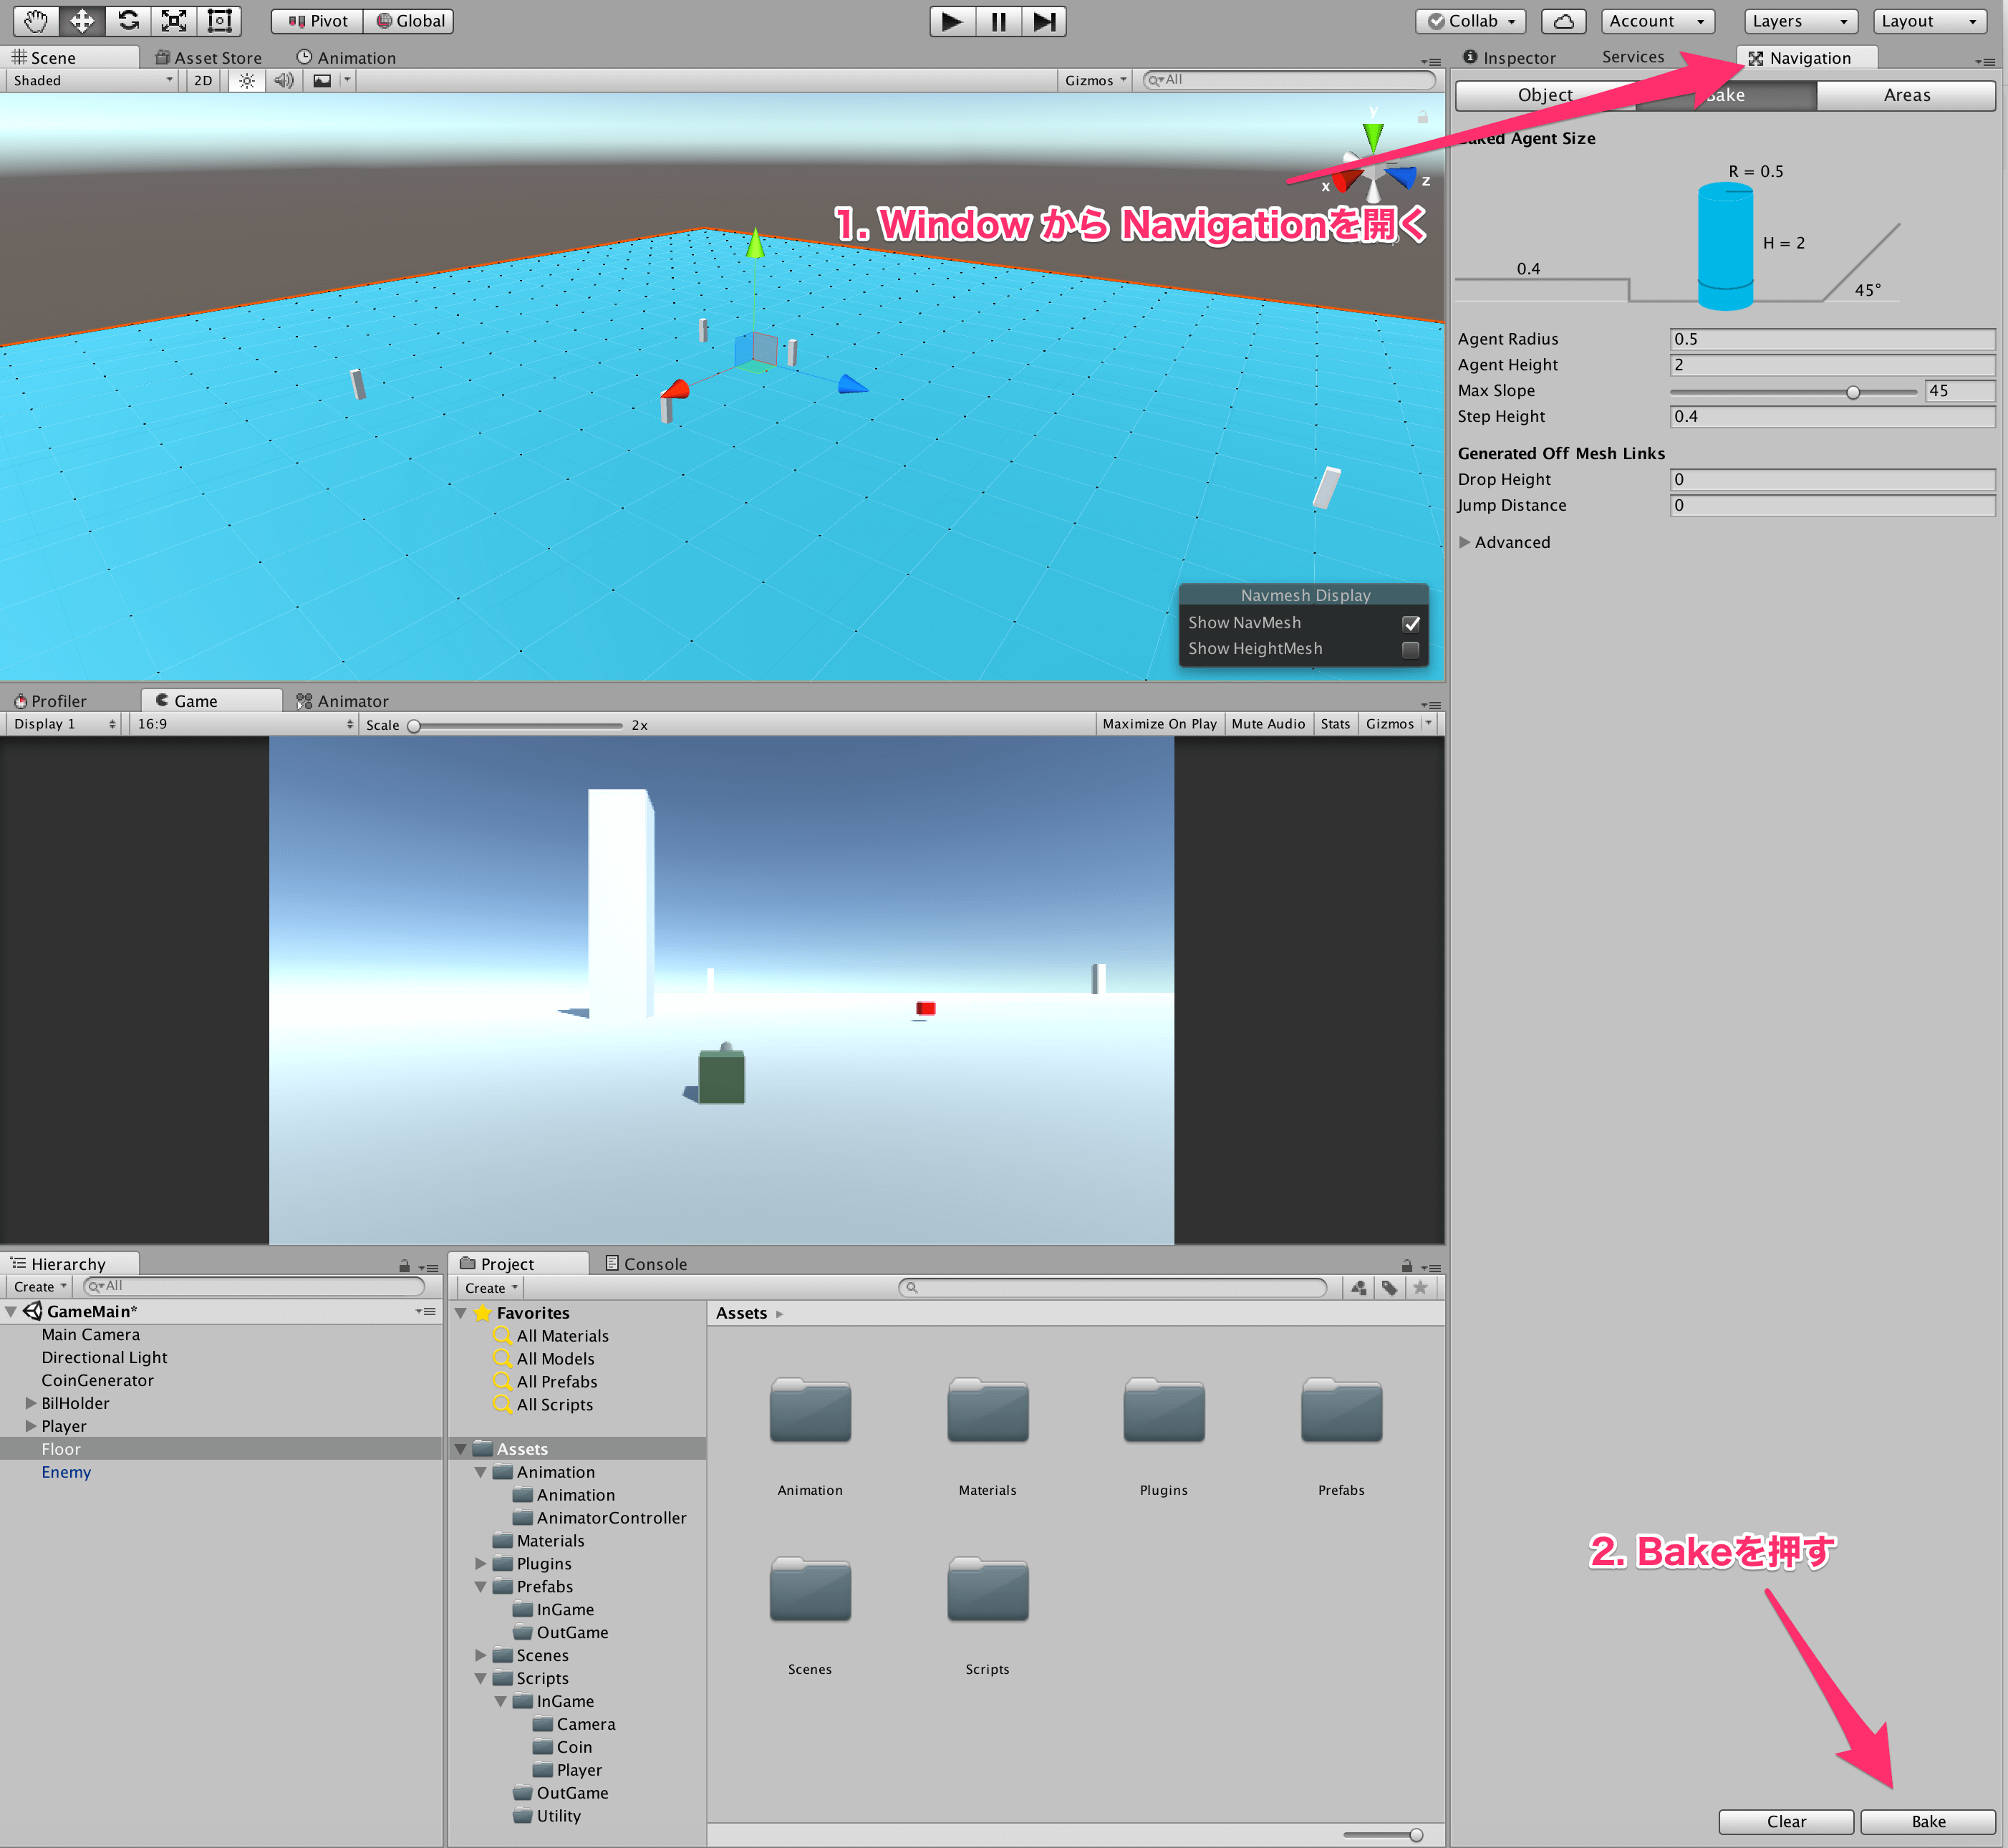 Pivot Global Collab Account Layers Layout
Scene Asset Store Animation
Shaded 2D Gizmos All
Inspector Services Navigation
Object Bake Areas
Baked Agent Size
R = 0.5
H = 2
0.4
45°
y
x
z
1. Window から Navigationを開く
Agent Radius 0.5
Agent Height 2
Max Slope 45
Step Height 0.4
Generated Off Mesh Links
Drop Height 0
Jump Distance 0
Advanced
Navmesh Display
Show NavMesh
Show HeightMesh
Profiler Game Animator
Display 1 16:9 Scale 2x Maximize On Play Mute Audio Stats Gizmos
Hierarchy
Create All
GameMain*
Main Camera
Directional Light
CoinGenerator
BilHolder
Player
Floor
Enemy
Project Console
Create
Favorites
All Materials
All Models
All Prefabs
All Scripts
Assets
Animation
Animation
AnimatorController
Materials
Plugins
Prefabs
InGame
OutGame
Scenes
Scripts
InGame
Camera
Coin
Player
OutGame
Utility
Assets
Animation Materials Plugins Prefabs
Scenes Scripts
2. Bakeを押す
Clear Bake